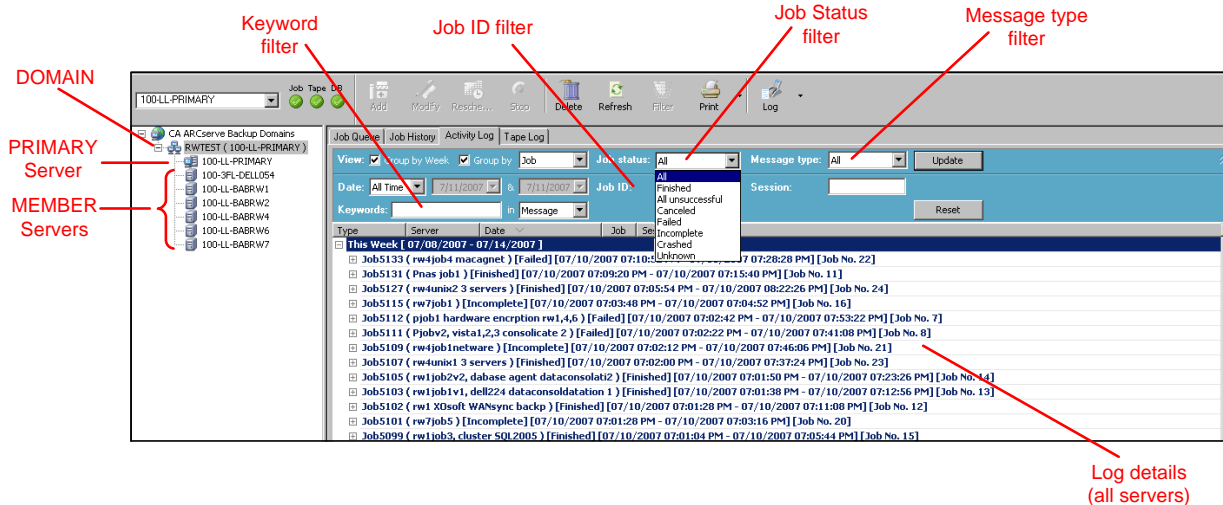 Keyword
filter
Job ID filter
Job Status
filter
Message type
filter
DOMAIN
PRIMARY
Server
MEMBER
Servers
100-LL-PRIMARY
Job Tape DB
Add Modify Resche... Stop Delete Refresh Filter Print Log
CA ARCserve Backup Domains
RWTEST ( 100-LL-PRIMARY )
100-LL-PRIMARY
100-3FL-DELL054
100-LL-BABRW1
100-LL-BABRW2
100-LL-BABRW4
100-LL-BABRW6
100-LL-BABRW7
Job Queue Job History Activity Log Tape Log
View: Group by Week Group by Job Job status: All Message type: All Update
Date: All Time 7/11/2007 & 7/11/2007 Job ID: Session:
Keywords: in Message Reset
All
Finished
All unsuccessful
Canceled
Failed
Incomplete
Crashed
Unknown
Type Server Date Job
This Week [ 07/08/2007 - 07/14/2007 ]
Job5133 ( rw4job4 macagnet ) [Failed] [07/10/2007 07:28:28 PM] [Job No. 22]
Job5131 ( Pnas job1 ) [Finished] [07/10/2007 07:09:20 PM - 07/10/2007 07:15:40 PM] [Job No. 11]
Job5127 ( rw4unix2 3 servers ) [Finished] [07/10/2007 07:05:54 PM - 07/10/2007 08:22:26 PM] [Job No. 24]
Job5115 ( rw7job1 ) [Incomplete] [07/10/2007 07:03:48 PM - 07/10/2007 07:04:52 PM] [Job No. 16]
Job5112 ( pjob1 hardware encrption rw1,4,6 ) [Failed] [07/10/2007 07:02:42 PM - 07/10/2007 07:53:22 PM] [Job No. 7]
Job5111 ( Pjobv2, vista1,2,3 consolicate 2 ) [Failed] [07/10/2007 07:02:22 PM - 07/10/2007 07:41:08 PM] [Job No. 8]
Job5109 ( rw4job1netware ) [Incomplete] [07/10/2007 07:02:12 PM - 07/10/2007 07:46:06 PM] [Job No. 21]
Job5107 ( rw4unix1 3 servers ) [Finished] [07/10/2007 07:02:00 PM - 07/10/2007 07:37:24 PM] [Job No. 23]
Job5105 ( rw1job2v2, dabase agent dataconsolati2 ) [Finished] [07/10/2007 07:01:50 PM - 07/10/2007 07:23:26 PM] [Job No. 14]
Job5103 ( rw1job1v1, dell224 dataconsoldatation 1 ) [Finished] [07/10/2007 07:01:38 PM - 07/10/2007 07:12:56 PM] [Job No. 13]
Job5102 ( rw1 XOsoft WANsync backp ) [Finished] [07/10/2007 07:01:28 PM - 07/10/2007 07:11:08 PM] [Job No. 12]
Job5101 ( rw7job5 ) [Incomplete] [07/10/2007 07:01:28 PM - 07/10/2007 07:03:16 PM] [Job No. 20]
Job5099 ( rw1job3, cluster SQL2005 ) [Finished] [07/10/2007 07:01:04 PM - 07/10/2007 07:05:44 PM] [Job No. 15]
Log details
(all servers)